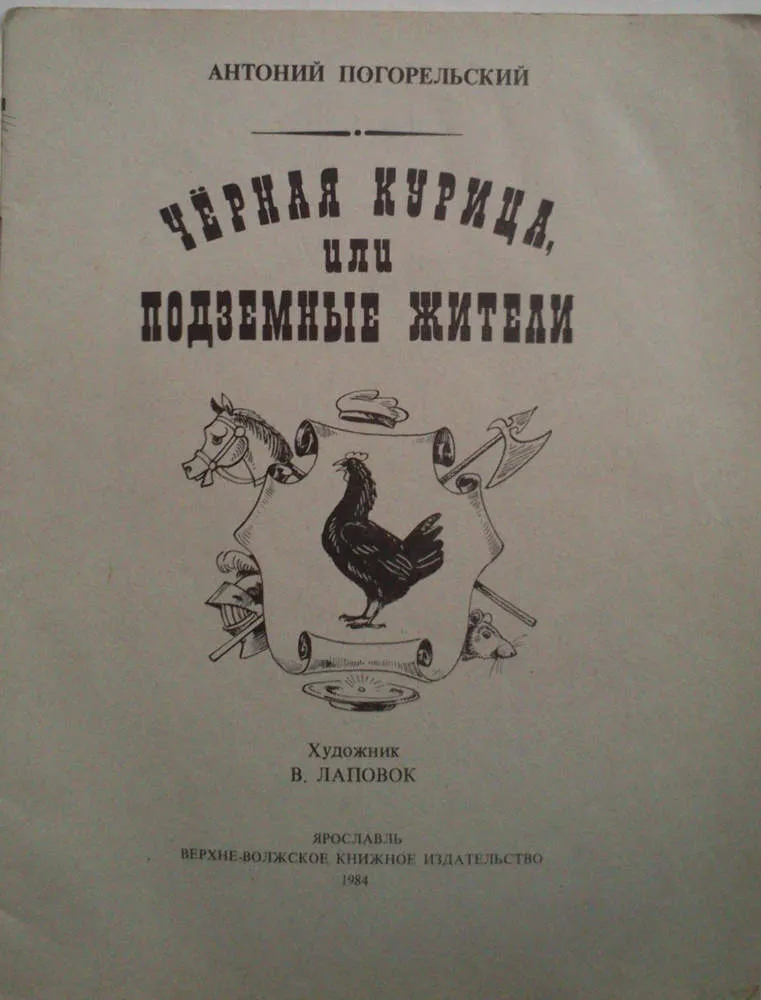 АНТОНИЙ ПОГОРЕЛЬСКИЙ
ЧЁРНАЯ КУРИЦА,
или
ПОДЗЕМНЫЕ ЖИТЕЛИ
Художник
В. ЛАПОВОК
ЯРОСЛАВЛЬ
ВЕРХНЕ-ВОЛЖСКОЕ КНИЖНОЕ ИЗДАТЕЛЬСТВО
1984